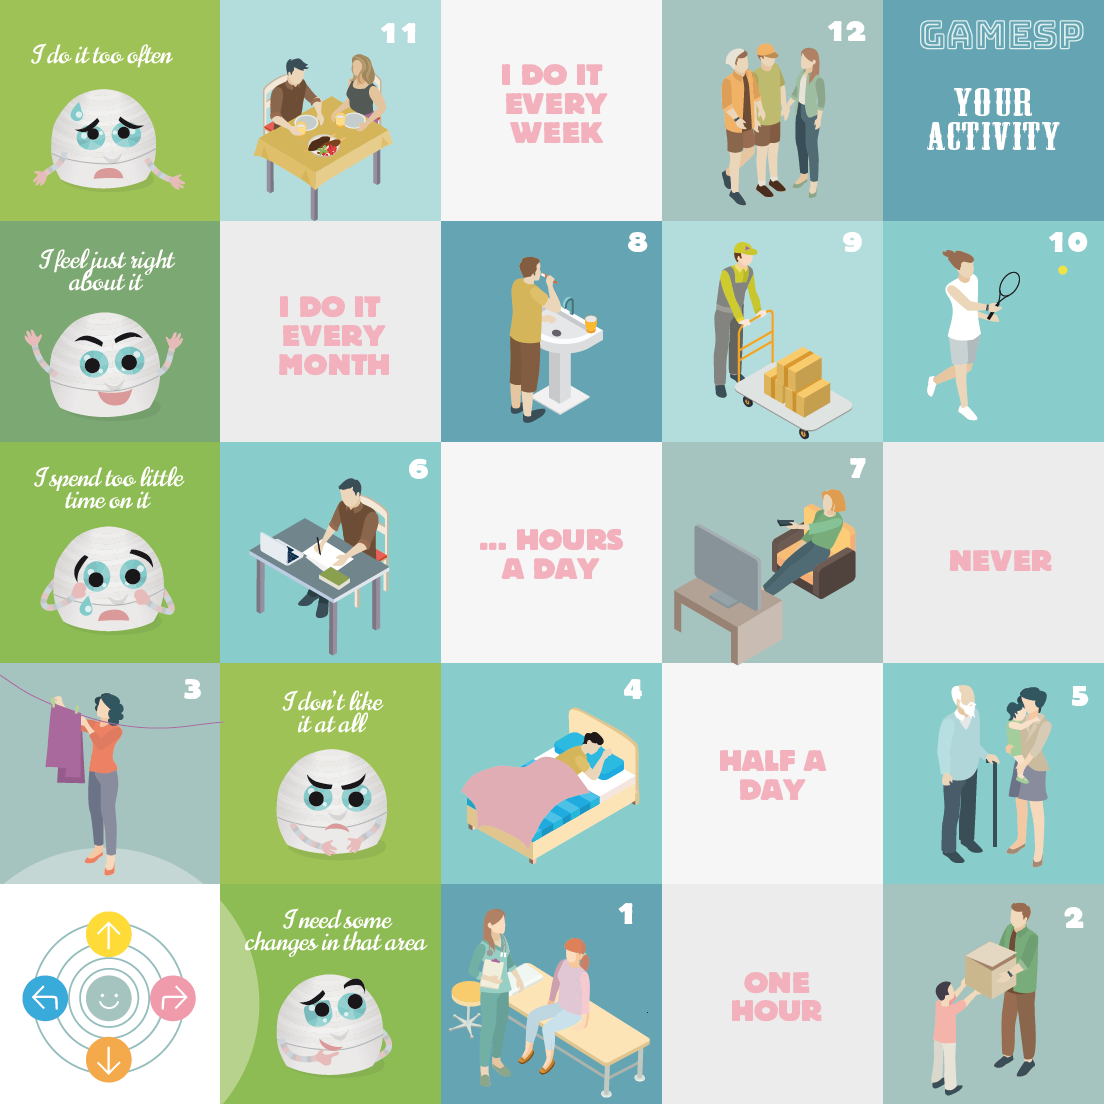 I do it too often
11
I DO IT
EVERY
WEEK
12
GAMESP
YOUR
ACTIVITY
I feel just right
about it
I DO IT
EVERY
MONTH
8
9
10
I spend too little
time on it
6
... HOURS
A DAY
7
NEVER
3
I don't like
it at all
4
HALF A
DAY
5
I need some
changes in that area
1
ONE
HOUR
2